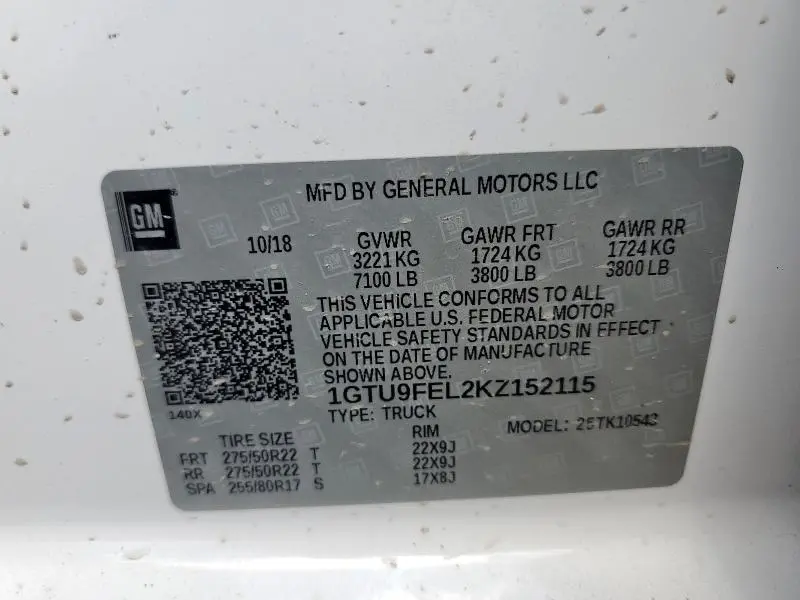 GM
MFD BY GENERAL MOTORS LLC
10/18
GVWR
3221 KG
7100 LB
GAWR FRT
1724 KG
3800 LB
GAWR RR
1724 KG
3800 LB
THIS VEHICLE CONFORMS TO ALL
APPLICABLE U.S. FEDERAL MOTOR
VEHICLE SAFETY STANDARDS IN EFFECT
ON THE DATE OF MANUFACTURE
SHOWN ABOVE.
1GTU9FEL2KZ152115
TYPE: TRUCK
MODEL: 25TK10543
140X
TIRE SIZE RIM
FRT 275/50R22 T 22X9J
RR 275/50R22 T 22X9J
SPA 255/80R17 S 17X8J